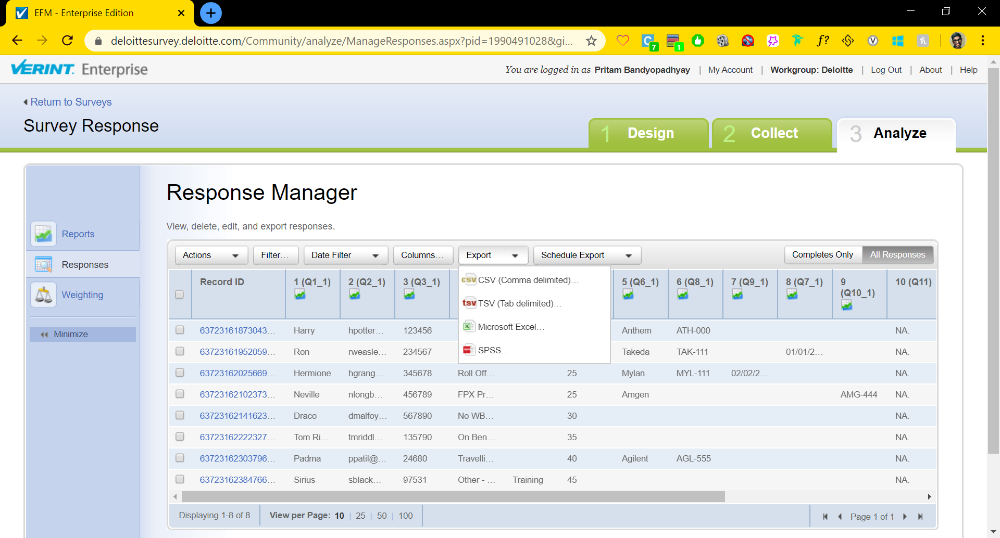 EFM - Enterprise Edition
deloittesurvey.deloitte.com/Community/analyze/ManageResponses.aspx?pid=1990491028&gi...
7
1
f?
V
h
VERINT. Enterprise
You are logged in as Pritam Bandyopadhyay | My Account | Workgroup: Deloitte | Log Out | About | Help
Return to Surveys
Survey Response
1 Design
2 Collect
3 Analyze
Reports
Responses
Weighting
Minimize
Response Manager
View, delete, edit, and export responses.
Actions Filter... Date Filter Columns... Export Schedule Export Completes Only All Responses
CSV CSV (Comma delimited)...
tsv TSV (Tab delimited)...
Microsoft Excel...
SPSS...
Record ID 1 (Q1_1) 2 (Q2_1) 3 (Q3_1) 5 (Q6_1) 6 (Q8_1) 7 (Q9_1) 8 (Q7_1) 9 (Q10_1) 10 (Q11)
63723161873043... Harry hpotter... 123456 Anthem ATH-000 NA.
63723161952059... Ron rweasle... 234567 Takeda TAK-111 01/01/2... NA.
63723162025669... Hermione hgrang... 345678 Roll Off... 25 Mylan MYL-111 02/02/2... NA.
63723162102373... Neville nlongb... 456789 FPX Pr... 25 Amgen AMG-444 NA.
63723162141623... Draco dmalfoy... 567890 No WB... 30 NA.
63723162222327... Tom Ri... tmriddl... 135790 On Ben... 35 NA.
63723162303796... Padma ppatil@... 24680 Travelli... 40 Agilent AGL-555 NA.
63723162384766... Sirius sblack... 97531 Other - ... Training 45 NA.
Displaying 1-8 of 8 View per Page: 10 | 25 | 50 | 100 Page 1 of 1